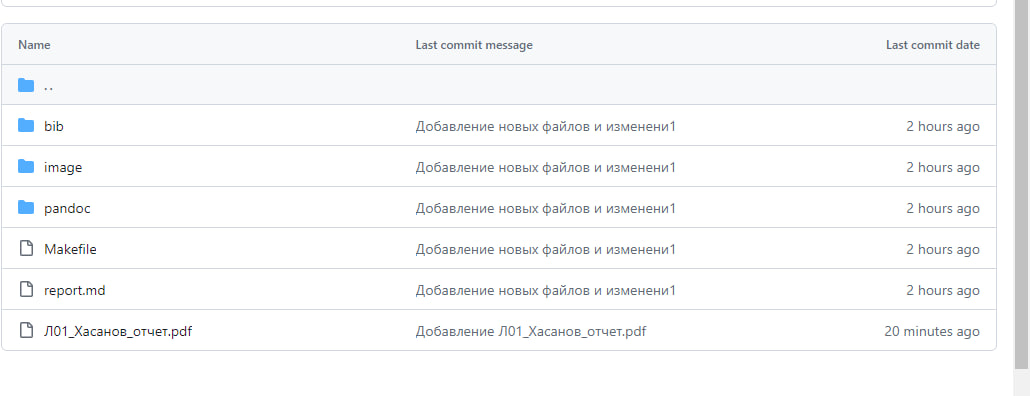 Name Last commit message Last commit date
..
bib Добавление новых файлов и изменени1 2 hours ago
image Добавление новых файлов и изменени1 2 hours ago
pandoc Добавление новых файлов и изменени1 2 hours ago
Makefile Добавление новых файлов и изменени1 2 hours ago
report.md Добавление новых файлов и изменени1 2 hours ago
Л01_Хасанов_отчет.pdf Добавление Л01_Хасанов_отчет.pdf 20 minutes ago